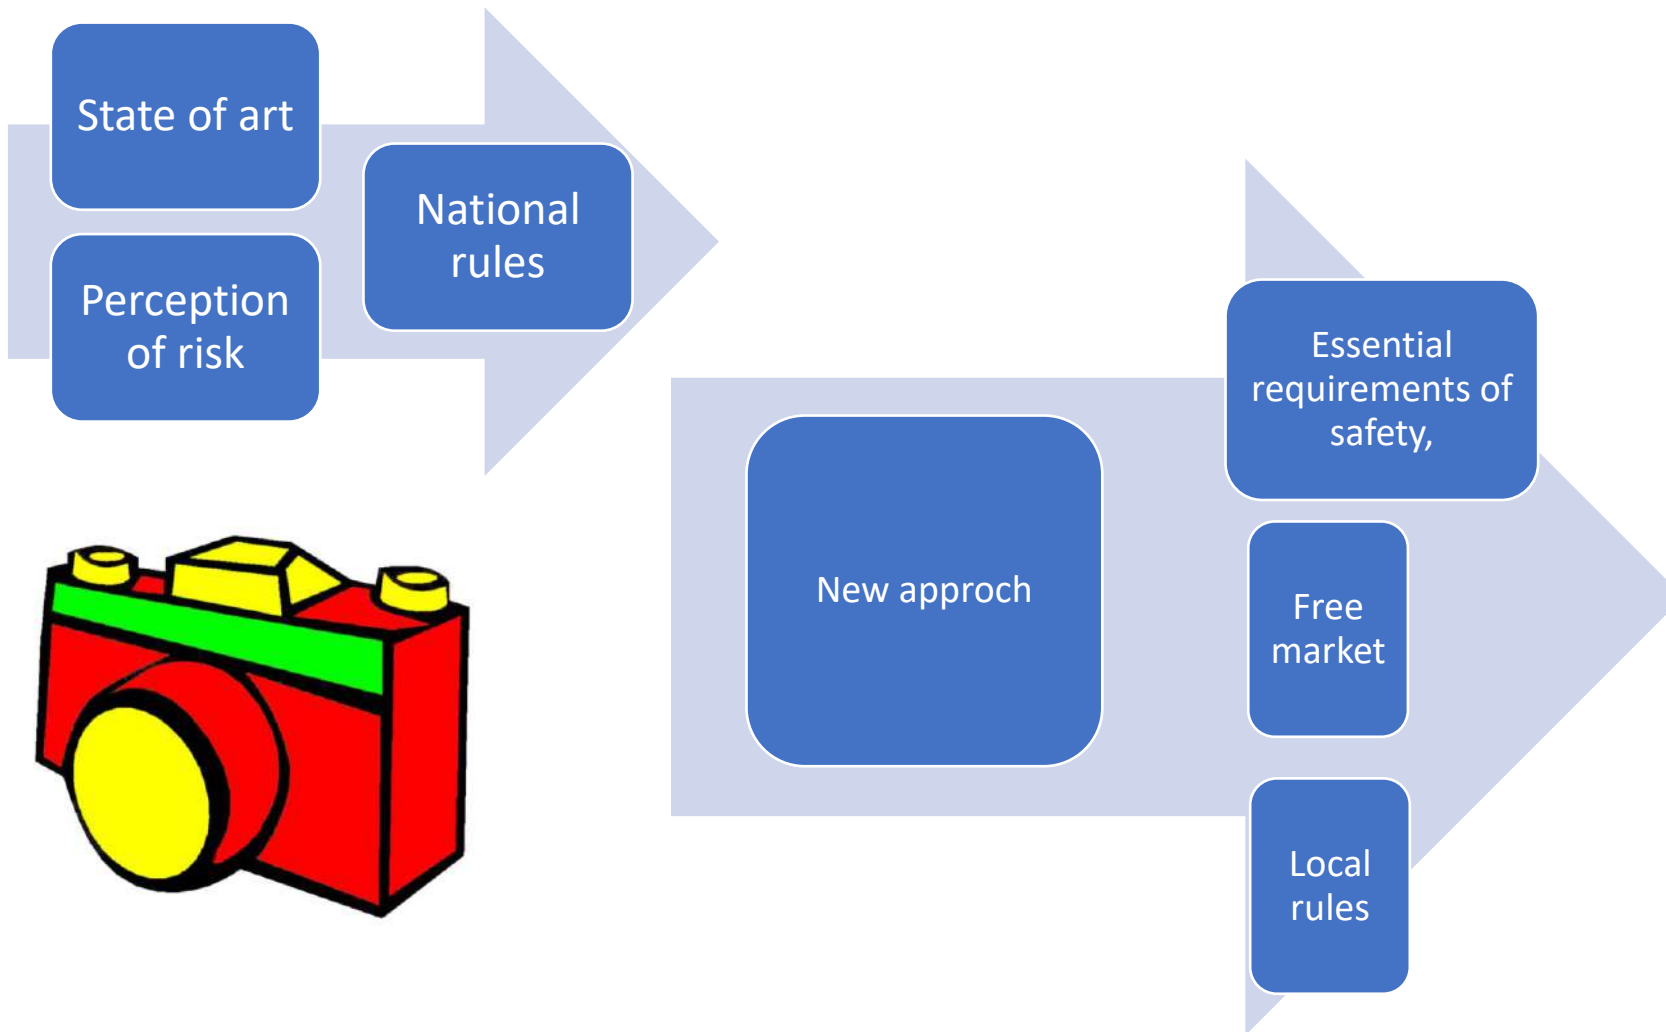 State of art
Perception
of risk
National
rules
New approch
Essential
requirements of
safety,
Free
market
Local
rules